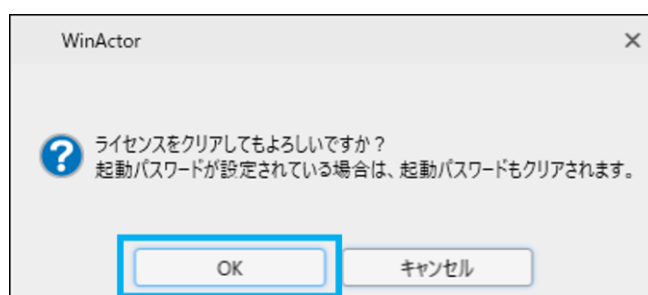 WinActor
ライセンスをクリアしてもよろしいですか？
起動パスワードが設定されている場合は、起動パスワードもクリアされます。
OK
キャンセル